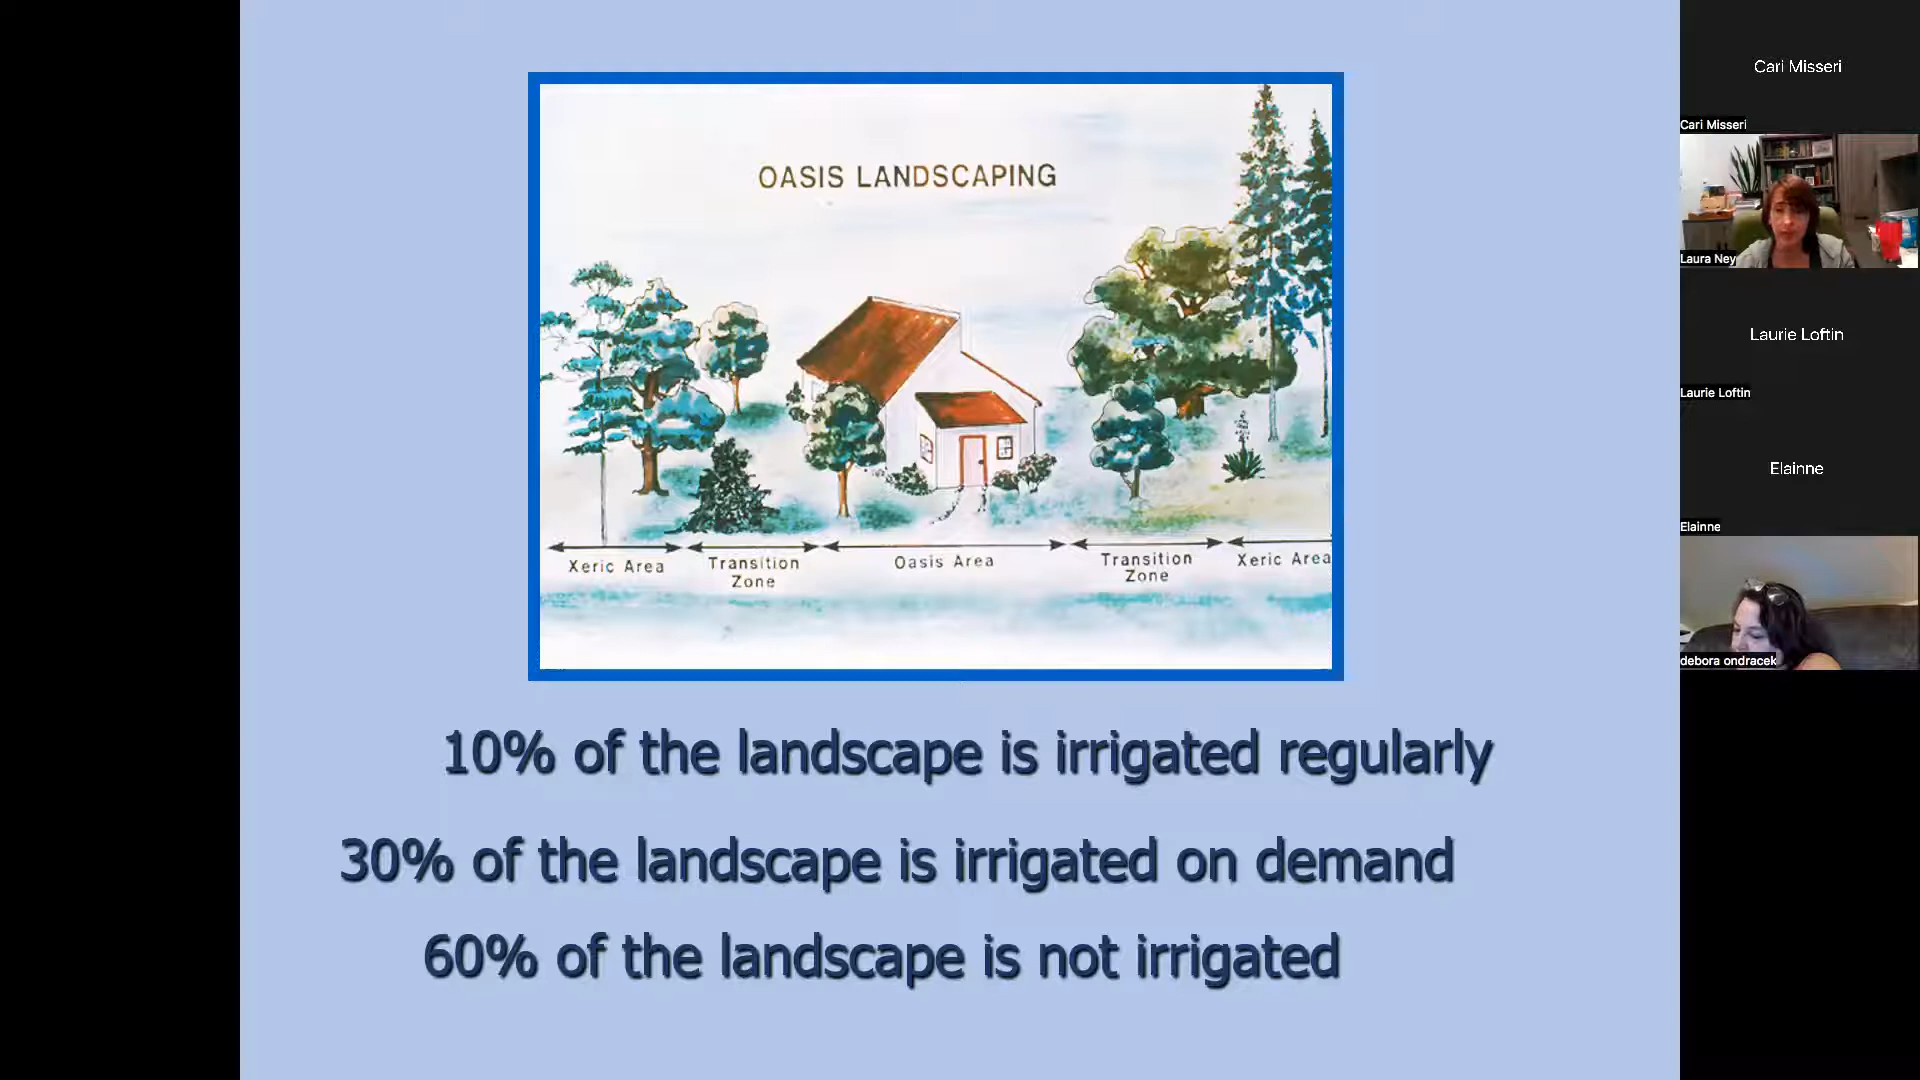 OASIS LANDSCAPING
Xeric Area
Transition
Zone
Oasis Area
Transition
Zone
Xeric Area
10% of the landscape is irrigated regularly
30% of the landscape is irrigated on demand
60% of the landscape is not irrigated
Cari Misseri
Cari Misseri
Laura Ney
Laurie Loftin
Laurie Loftin
Elainne
Elainne
debora ondracek